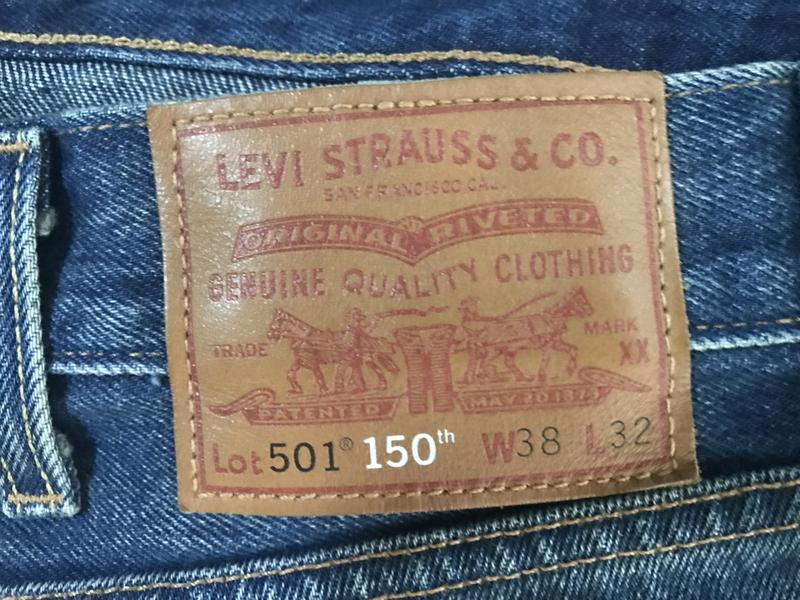 LEVI STRAUSS & CO.
SAN FRANCISCO CAL.
ORIGINAL RIVETED
GENUINE QUALITY CLOTHING
TRADE MARK
XX
PATENTED MAY 20 1873
Lot 501® 150th W38 L32